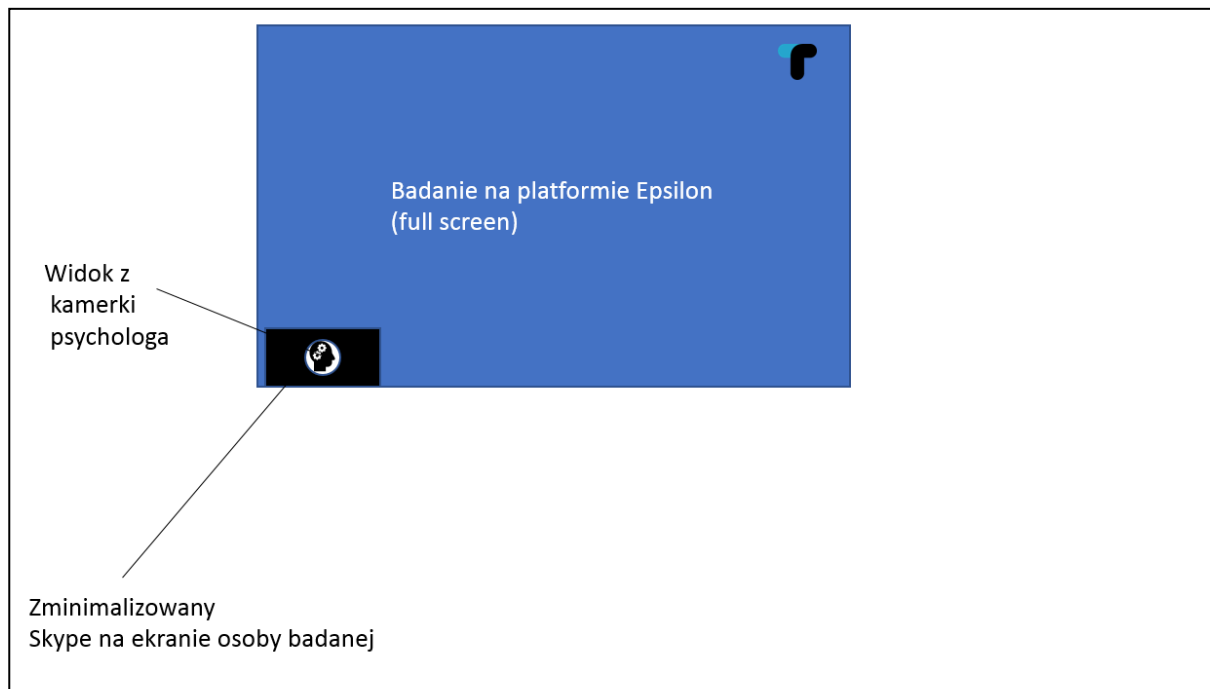 Badanie na platformie Epsilon
(full screen)
Widok z
kamerki
psychologa
Zminimalizowany
Skype na ekranie osoby badanej